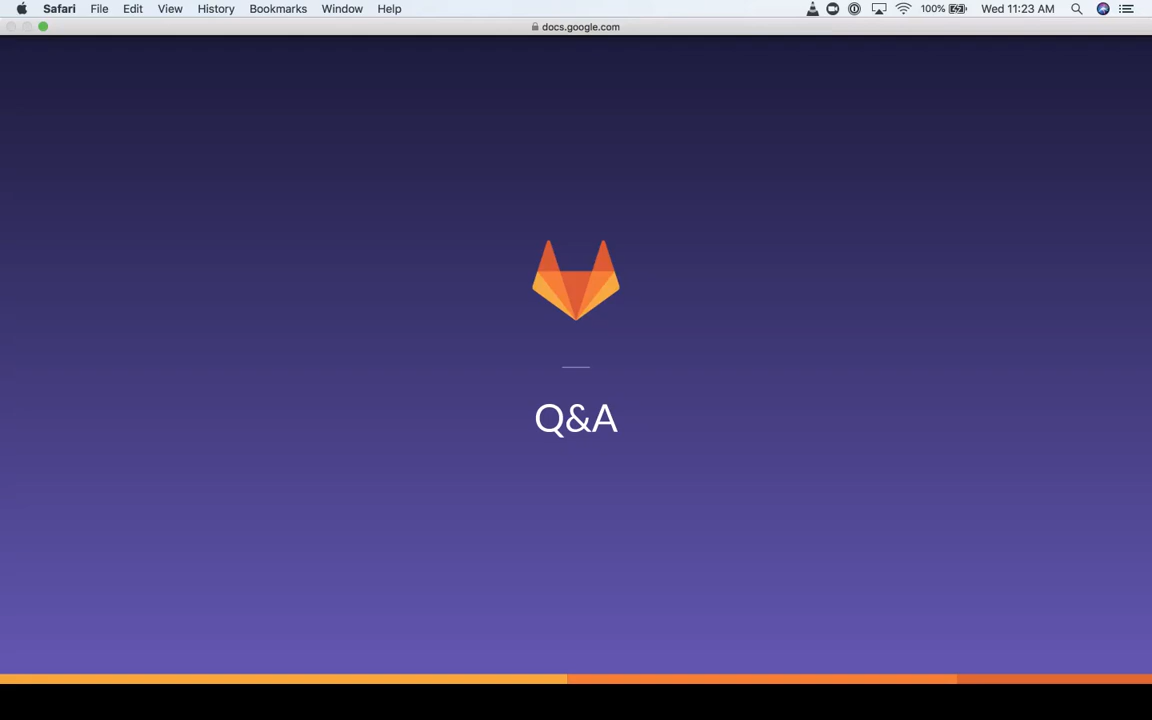 Safari File Edit View History Bookmarks Window Help 100% Wed 11:23 AM
docs.google.com
Q&A